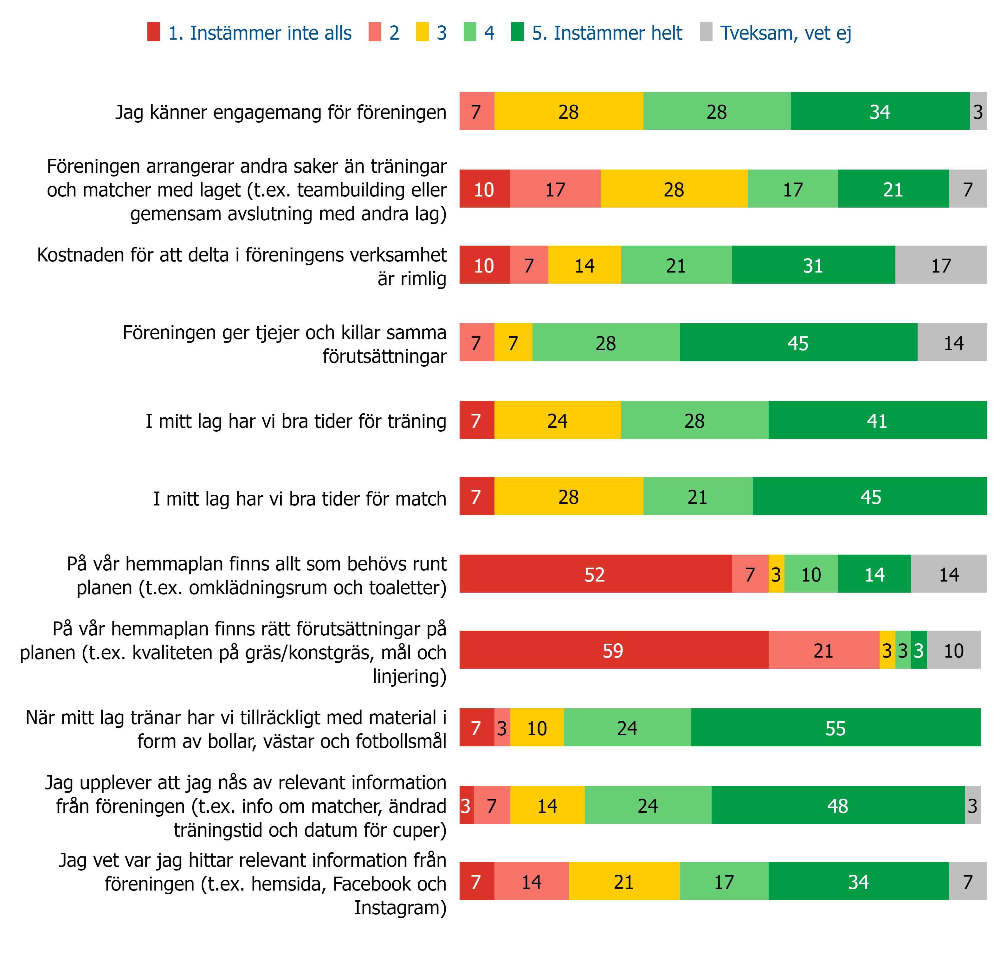 1. Instämmer inte alls 2 3 4 5. Instämmer helt Tveksam, vet ej
Jag känner engagemang för föreningen
7 28 28 34 3
Föreningen arrangerar andra saker än träningar
och matcher med laget (t.ex. teambuilding eller
gemensam avslutning med andra lag)
10 17 28 17 21 7
Kostnaden för att delta i föreningens verksamhet
är rimlig
10 7 14 21 31 17
Föreningen ger tjejer och killar samma
förutsättningar
7 7 28 45 14
I mitt lag har vi bra tider för träning
7 24 28 41
I mitt lag har vi bra tider för match
7 28 21 45
På vår hemmaplan finns allt som behövs runt
planen (t.ex. omklädningsrum och toaletter)
52 7 3 10 14 14
På vår hemmaplan finns rätt förutsättningar på
planen (t.ex. kvaliteten på gräs/konstgräs, mål och
linjering)
59 21 3 3 3 10
När mitt lag tränar har vi tillräckligt med material i
form av bollar, västar och fotbollsmål
7 3 10 24 55
Jag upplever att jag nås av relevant information
från föreningen (t.ex. info om matcher, ändrad
träningstid och datum för cuper)
3 7 14 24 48 3
Jag vet var jag hittar relevant information från
föreningen (t.ex. hemsida, Facebook och
Instagram)
7 14 21 17 34 7